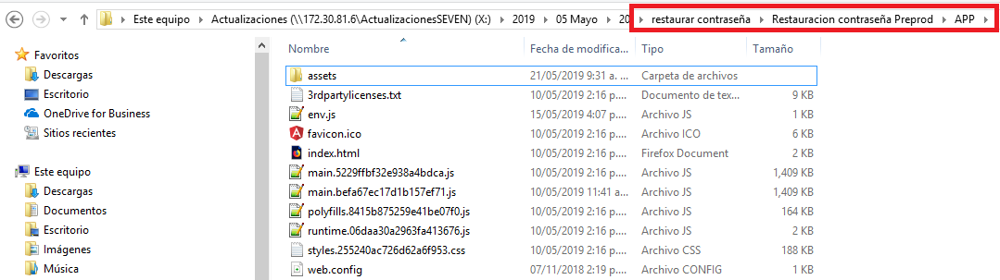 Este equipo Actualizaciones (\\172.30.81.6\ActualizacionesSEVEN) (X:) 2019 05 Mayo 20 restaurar contraseña Restauracion contraseña Preprod APP
Favoritos
Descargas
Escritorio
OneDrive for Business
Sitios recientes
Este equipo
Descargas
Documentos
Escritorio
Imágenes
Música
Nombre Fecha de modifica... Tipo Tamaño
assets 21/05/2019 9:31 a. ... Carpeta de archivos
3rdpartylicenses.txt 10/05/2019 2:16 p.... Documento de tex... 9 KB
env.js 15/05/2019 4:07 p.... Archivo JS 1 KB
favicon.ico 10/05/2019 2:16 p.... Archivo ICO 6 KB
index.html 10/05/2019 2:16 p.... Firefox Document 2 KB
main.5229ffbf32e938a4bdca.js 10/05/2019 2:16 p.... Archivo JS 1,409 KB
main.befa67ec17d1b157ef71.js 10/05/2019 11:41 a... Archivo JS 1,409 KB
polyfills.8415b875259e41be07f0.js 10/05/2019 2:16 p.... Archivo JS 164 KB
runtime.06daa30a2963fa413676.js 10/05/2019 2:16 p.... Archivo JS 2 KB
styles.255240ac726d62a6f953.css 10/05/2019 2:16 p.... Archivo CSS 188 KB
web.config 07/11/2018 2:19 p.... Archivo CONFIG 1 KB